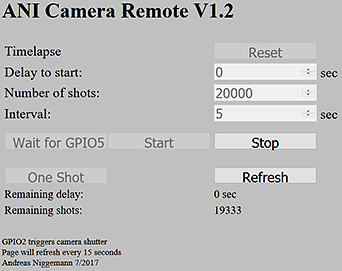 ANI Camera Remote V1.2
Timelapse Reset
Delay to start: 0 sec
Number of shots: 20000
Interval: 5 sec
Wait for GPIO5 Start Stop
One Shot Refresh
Remaining delay: 0 sec
Remaining shots: 19333
GPIO2 triggers camera shutter
Page will refresh every 15 seconds
Andreas Niggemann 7/2017